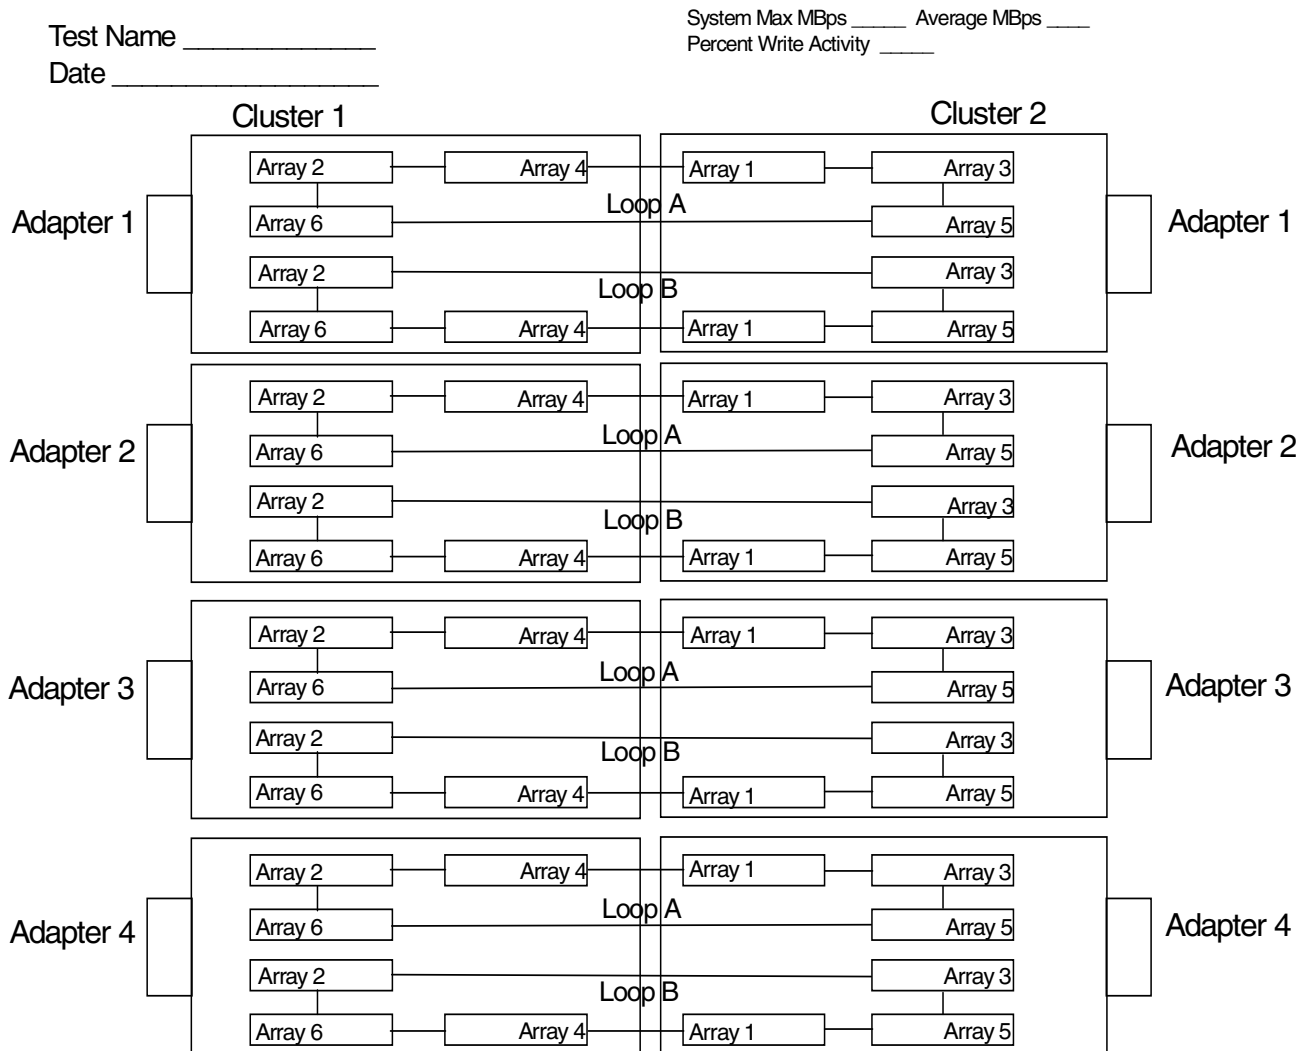 System Max MBps _____ Average MBps ____
Test Name _____________
Percent Write Activity _____
Date __________________
Cluster 1 Cluster 2
Array 2 Array 4 Array 1 Array 3
Loop A
Adapter 1 Array 6 Array 5 Adapter 1
Array 2 Array 3
Loop B
Array 6 Array 4 Array 1 Array 5
Array 2 Array 4 Array 1 Array 3
Loop A
Adapter 2 Array 6 Array 5 Adapter 2
Array 2 Array 3
Loop B
Array 6 Array 4 Array 1 Array 5
Array 2 Array 4 Array 1 Array 3
Loop A
Adapter 3 Array 6 Array 5 Adapter 3
Array 2 Array 3
Loop B
Array 6 Array 4 Array 1 Array 5
Array 2 Array 4 Array 1 Array 3
Loop A
Adapter 4 Array 6 Array 5 Adapter 4
Array 2 Array 3
Loop B
Array 6 Array 4 Array 1 Array 5